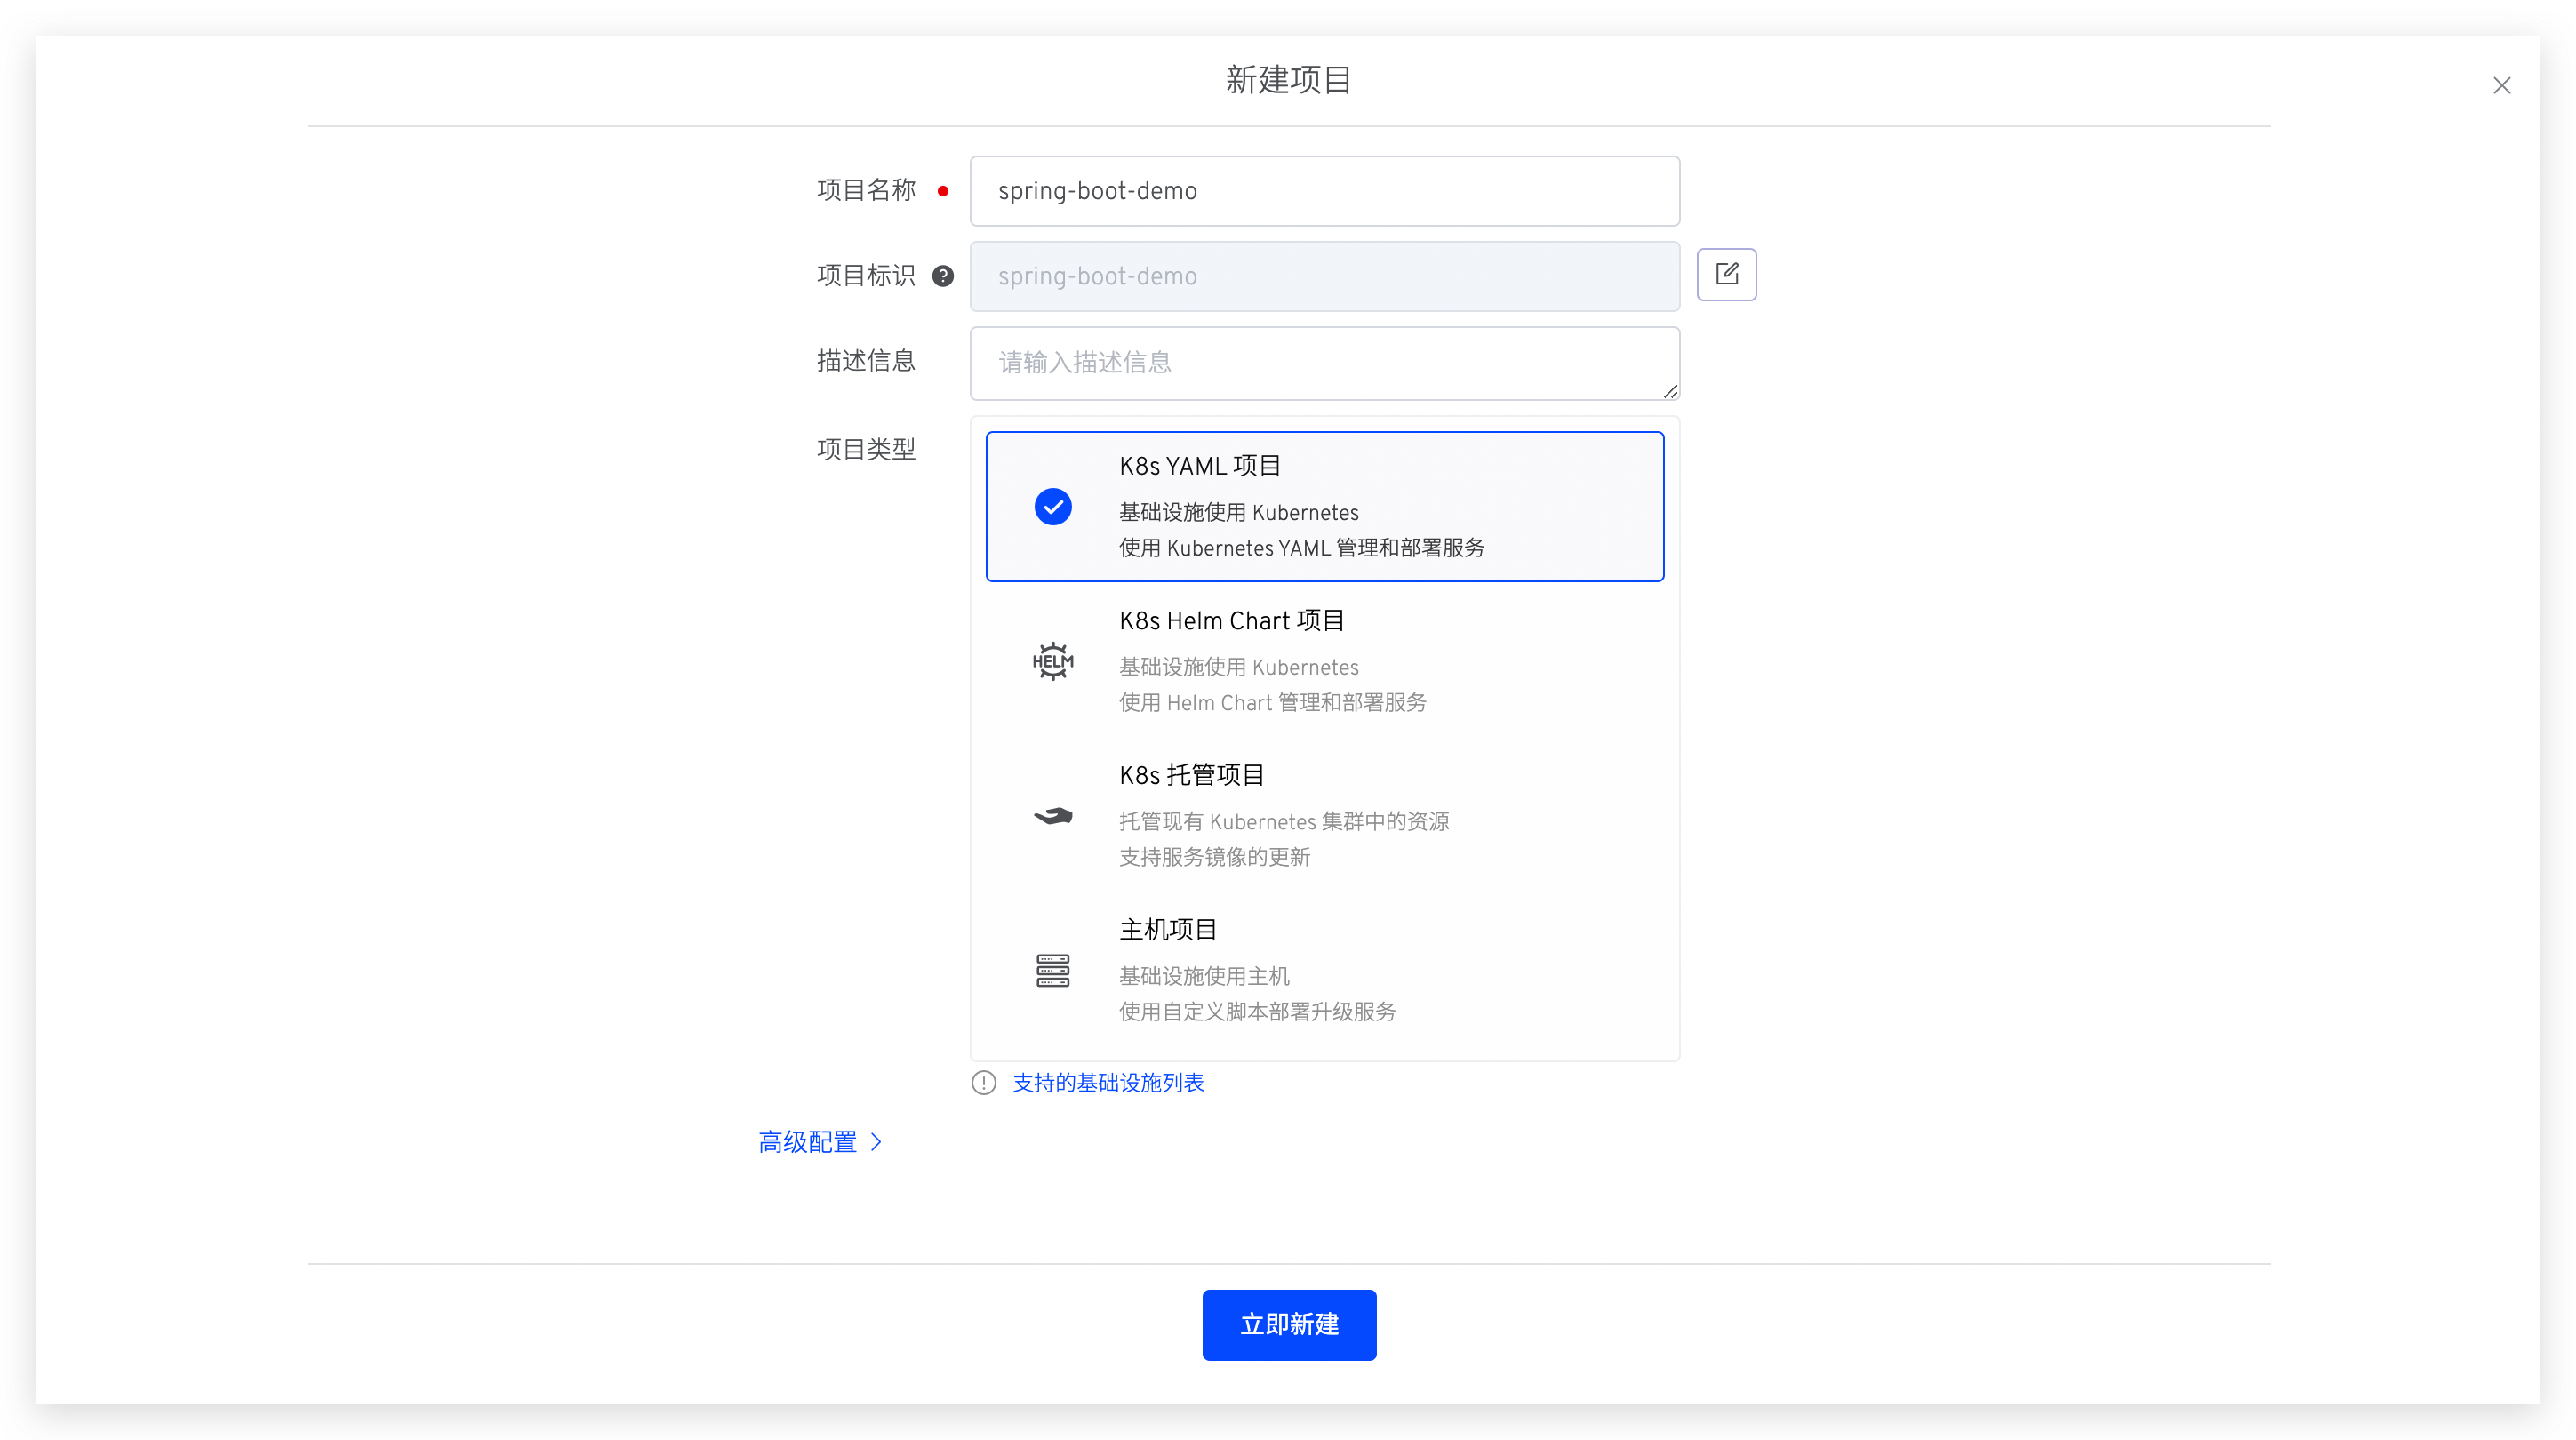 新建项目
项目名称
spring-boot-demo
项目标识
spring-boot-demo
描述信息
请输入描述信息
项目类型
K8s YAML 项目
基础设施使用 Kubernetes
使用 Kubernetes YAML 管理和部署服务
HELM
K8s Helm Chart 项目
基础设施使用 Kubernetes
使用 Helm Chart 管理和部署服务
K8s 托管项目
托管现有 Kubernetes 集群中的资源
支持服务镜像的更新
主机项目
基础设施使用主机
使用自定义脚本部署升级服务
支持的基础设施列表
高级配置
立即新建